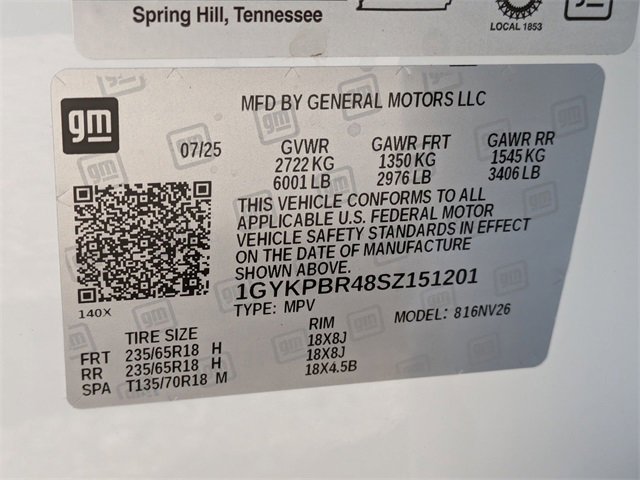 Spring Hill, Tennessee
LOCAL 1853
gm
MFD BY GENERAL MOTORS LLC
07/25 GVWR GAWR FRT GAWR RR
2722 KG 1350 KG 1545 KG
6001 LB 2976 LB 3406 LB
THIS VEHICLE CONFORMS TO ALL
APPLICABLE U.S. FEDERAL MOTOR
VEHICLE SAFETY STANDARDS IN EFFECT
ON THE DATE OF MANUFACTURE
SHOWN ABOVE.
1GYKPBR48SZ151201
140X
TYPE: MPV MODEL: 816NV26
TIRE SIZE RIM
FRT 235/65R18 H 18X8J
RR 235/65R18 H 18X8J
SPA T135/70R18 M 18X4.5B